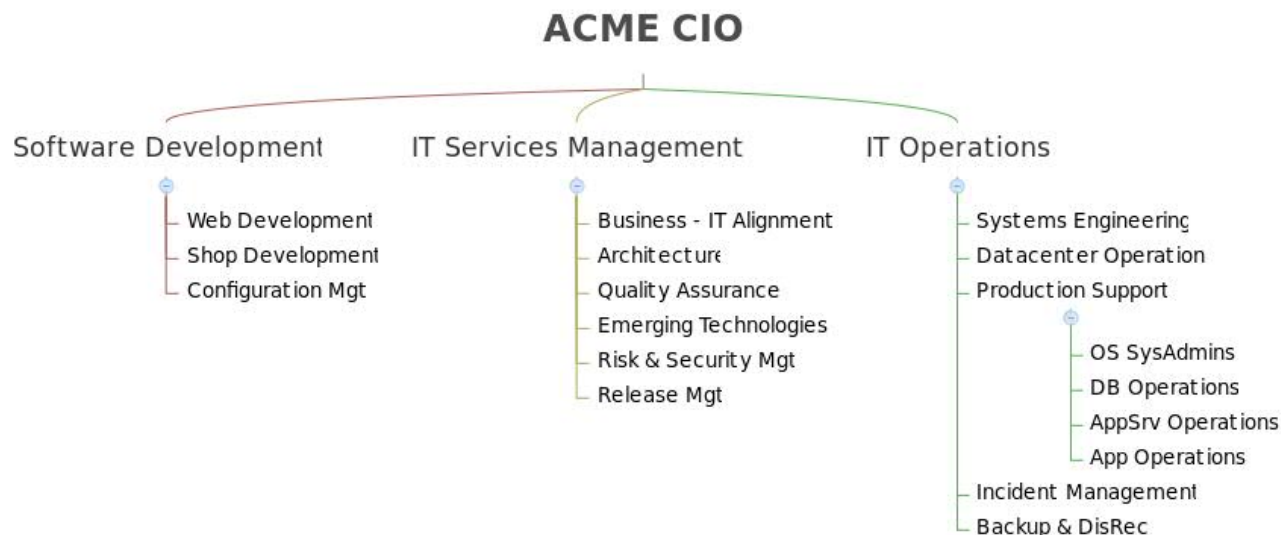 ACME CIO
Software Development
Web Development
Shop Development
Configuration Mgt
IT Services Management
Business - IT Alignment
Architecture
Quality Assurance
Emerging Technologies
Risk & Security Mgt
Release Mgt
IT Operations
Systems Engineering
Datacenter Operation
Production Support
OS SysAdmins
DB Operations
AppSrv Operations
App Operations
Incident Management
Backup & DisRec